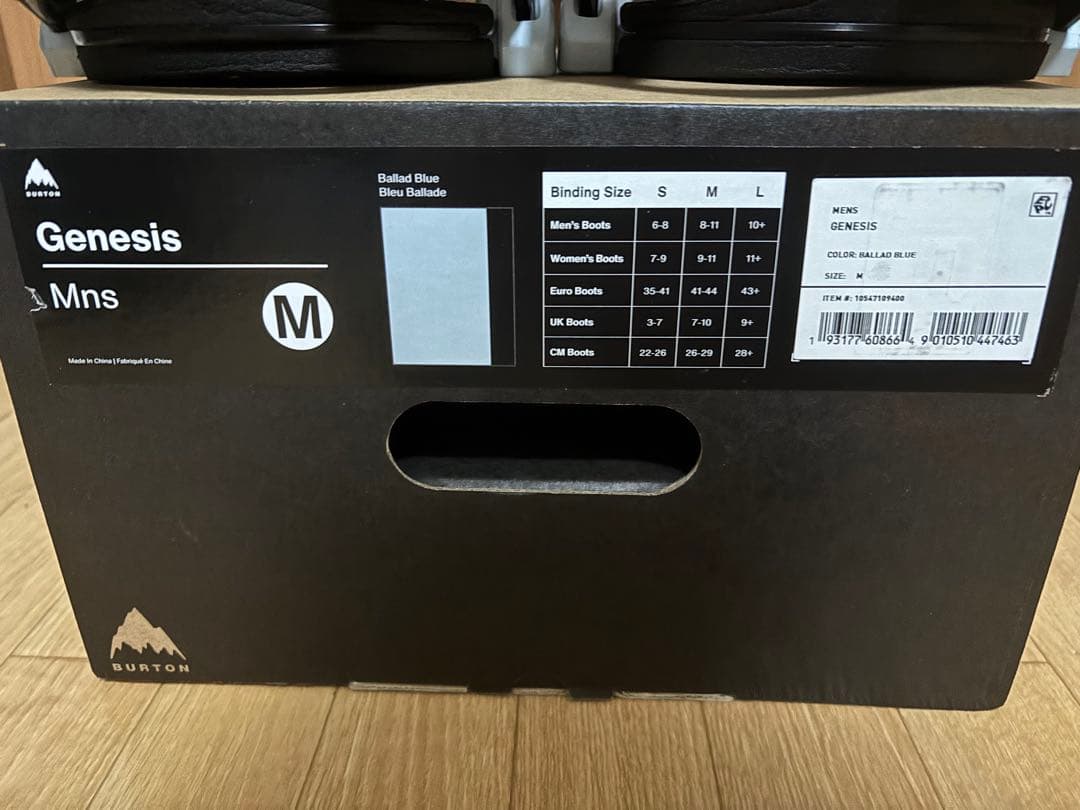 BURTON
Genesis
Mns
M
Made In China | Fabriqué En Chine
Ballad Blue
Bleu Ballade
Binding Size S M L
Men's Boots 6-8 8-11 10+
Women's Boots 7-9 9-11 11+
Euro Boots 35-41 41-44 43+
UK Boots 3-7 7-10 9+
CM Boots 22-26 26-29 28+
MENS
GENESIS
COLOR: BALLAD BLUE
SIZE: M
ITEM #: 10547109400
1 93177 60866 4 9 010510 447463
BURTON